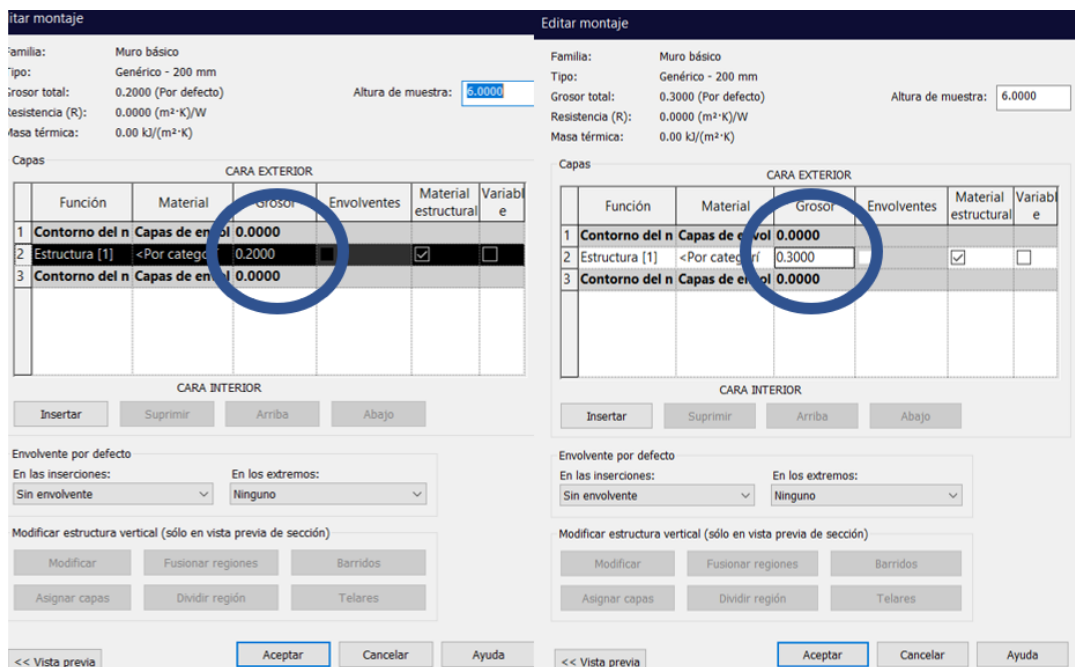 itar montaje
Familia: Muro básico
Tipo: Genérico - 200 mm
Grosor total: 0.2000 (Por defecto) Altura de muestra: 6.0000
Resistencia (R): 0.0000 (m²·K)/W
Masa térmica: 0.00 kJ/(m²·K)
Capas
CARA EXTERIOR
Función Material Grosor Envolventes Material estructural Variabl e
1 Contorno del n Capas de envol 0.0000
2 Estructura [1] <Por categorí 0.2000
3 Contorno del n Capas de envol 0.0000
CARA INTERIOR
Insertar Suprimir Arriba Abajo
Envolvente por defecto
En las inserciones: En los extremos:
Sin envolvente Ninguno
Modificar estructura vertical (sólo en vista previa de sección)
Modificar Fusionar regiones Barridos
Asignar capas Dividir región Telares
<< Vista previa Aceptar Cancelar Ayuda
Editar montaje
Familia: Muro básico
Tipo: Genérico - 200 mm
Grosor total: 0.3000 (Por defecto) Altura de muestra: 6.0000
Resistencia (R): 0.0000 (m²·K)/W
Masa térmica: 0.00 kJ/(m²·K)
Capas
CARA EXTERIOR
Función Material Grosor Envolventes Material estructural Variabl e
1 Contorno del n Capas de envol 0.0000
2 Estructura [1] <Por categorí 0.3000
3 Contorno del n Capas de envol 0.0000
CARA INTERIOR
Insertar Suprimir Arriba Abajo
Envolvente por defecto
En las inserciones: En los extremos:
Sin envolvente Ninguno
Modificar estructura vertical (sólo en vista previa de sección)
Modificar Fusionar regiones Barridos
Asignar capas Dividir región Telares
<< Vista previa Aceptar Cancelar Ayuda